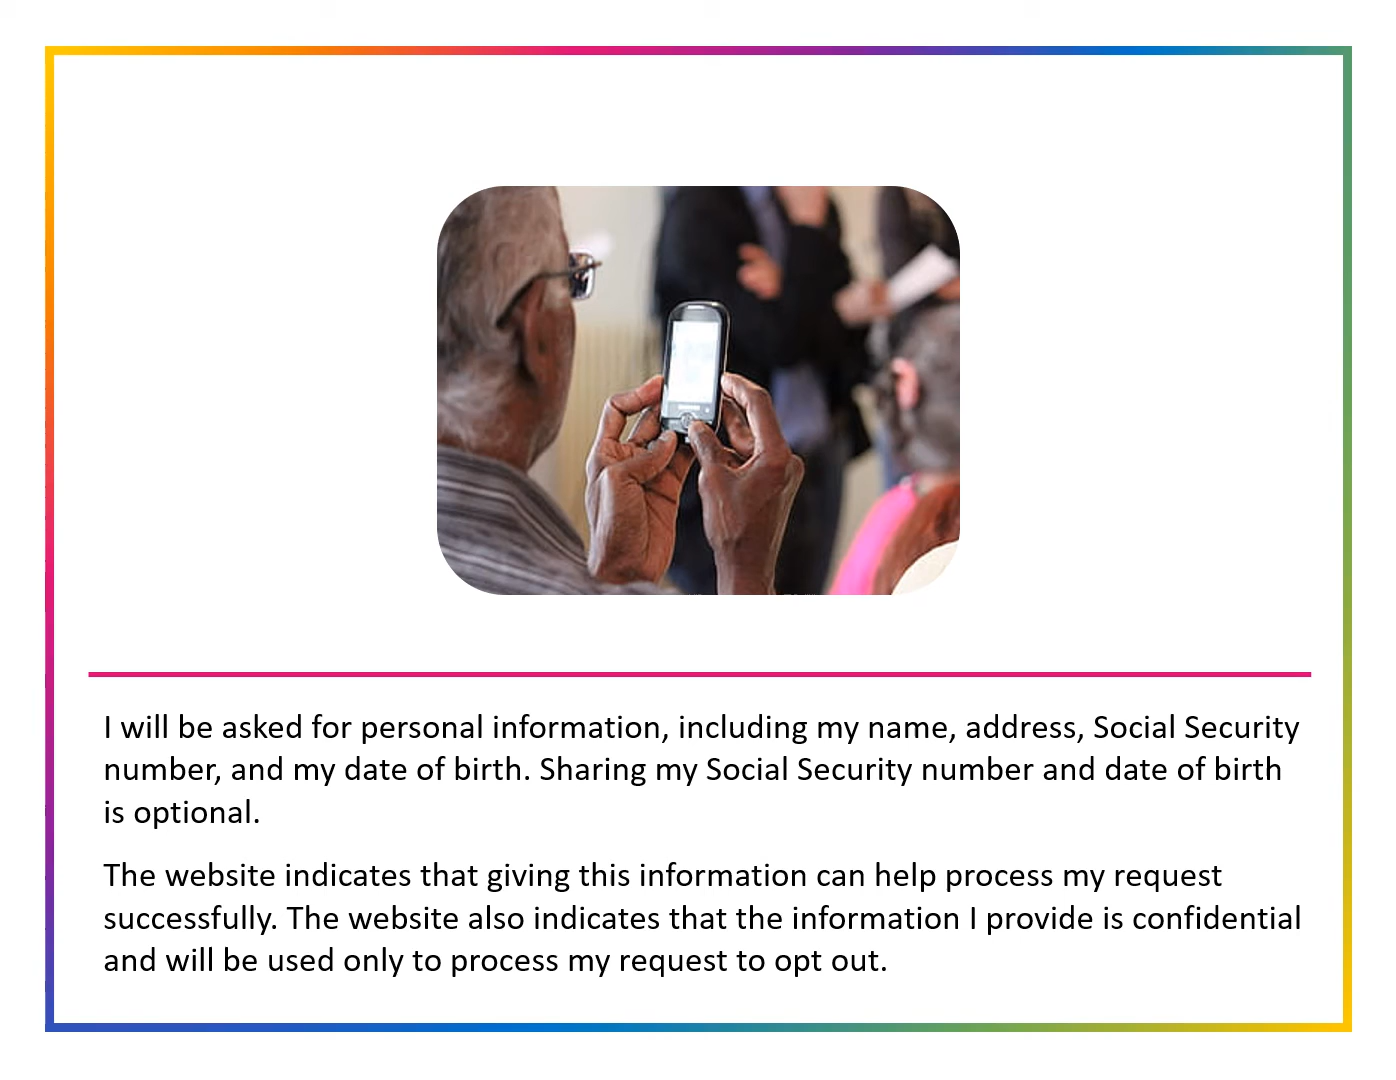 I will be asked for personal information, including my name, address, Social Security
number, and my date of birth. Sharing my Social Security number and date of birth
is optional.
The website indicates that giving this information can help process my request
successfully. The website also indicates that the information I provide is confidential
and will be used only to process my request to opt out.